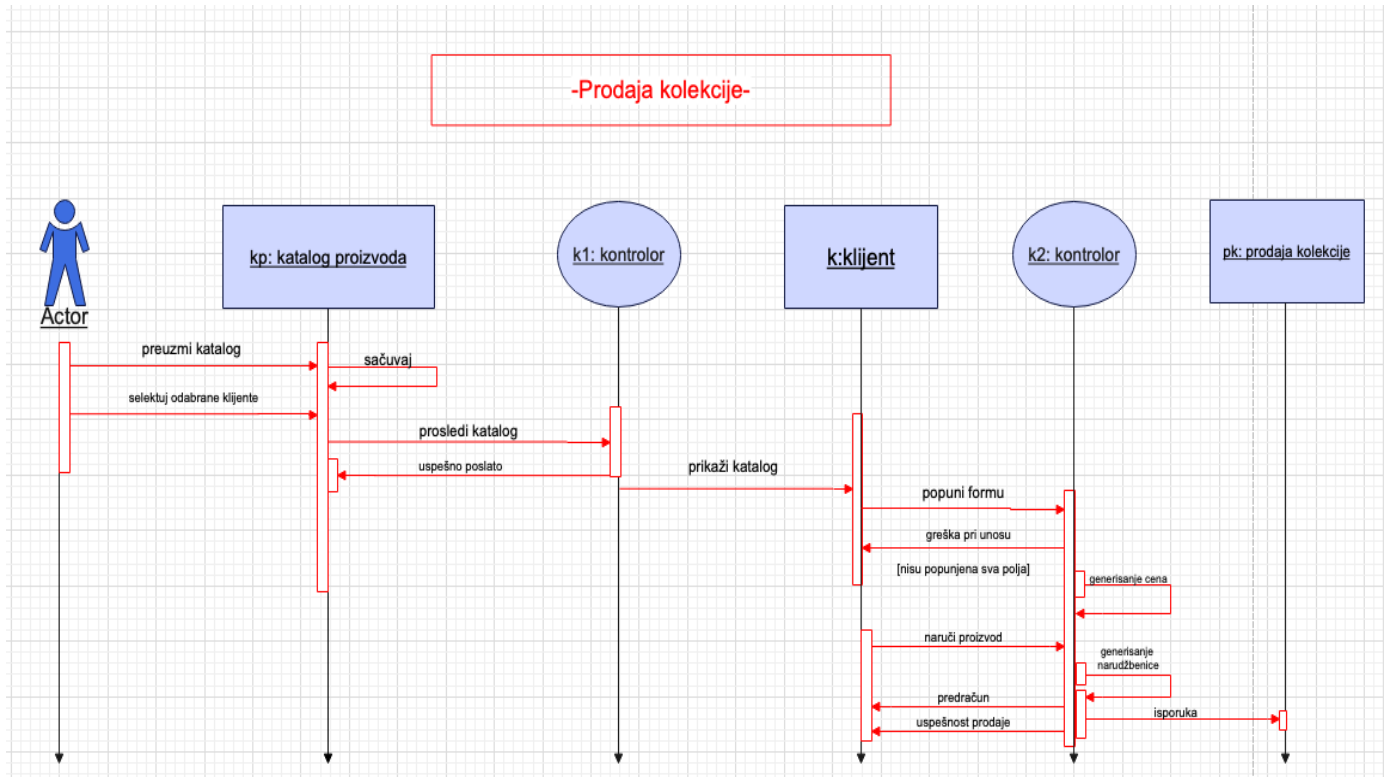 -Prodaja kolekcije-
Actor
kp: katalog proizvoda
k1: kontrolor
k:klijent
k2: kontrolor
pk: prodaja kolekcije
preuzmi katalog
sačuvaj
selektuj odabrane klijente
prosledi katalog
uspešno poslato
prikaži katalog
popuni formu
greška pri unosu
[nisu popunjena sva polja]
generisanje cena
naruči proizvod
generisanje
narudžbenice
predračun
isporuka
uspešnost prodaje